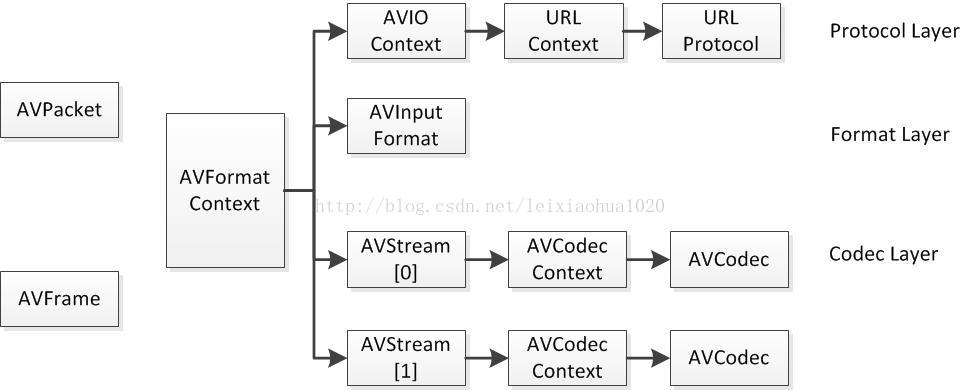 AVIO
Context
URL
Context
URL
Protocol
Protocol Layer
AVPacket
AVInput
Format
Format Layer
AVFormat
Context
http://blog.csdn.net/leixiaohua1020
AVStream
[0]
AVCodec
Context
AVCodec
Codec Layer
AVFrame
AVStream
[1]
AVCodec
Context
AVCodec